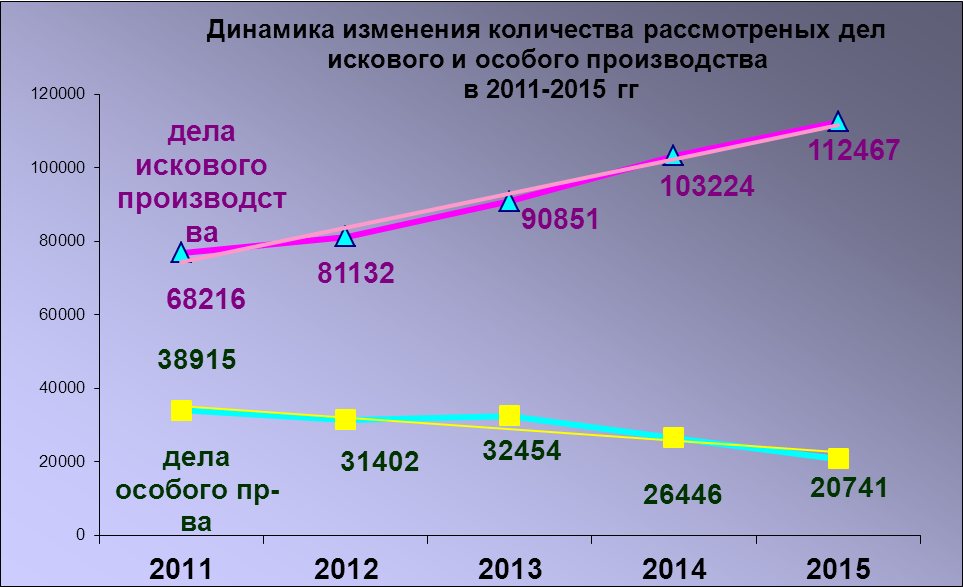 Динамика изменения количества рассмотреных дел
искового и особого производства
в 2011-2015 гг
120000
100000
80000
60000
40000
20000
0
дела
искового
производст
ва
68216
81132
90851
103224
112467
38915
31402
32454
26446
20741
дела
особого пр-
ва
2011
2012
2013
2014
2015